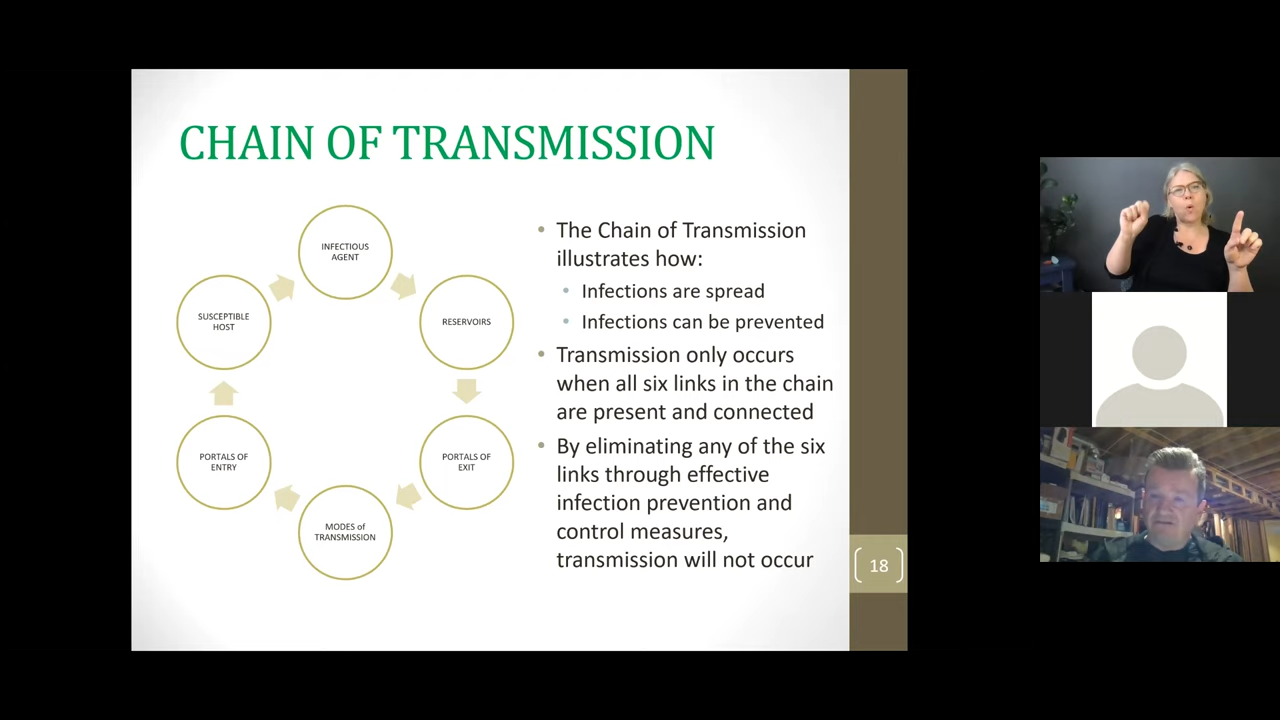 CHAIN OF TRANSMISSION
INFECTIOUS
AGENT
SUSCEPTIBLE
HOST
RESERVOIRS
PORTALS OF
ENTRY
PORTALS OF
EXIT
MODES of
TRANSMISSION
• The Chain of Transmission
illustrates how:
• Infections are spread
• Infections can be prevented
• Transmission only occurs
when all six links in the chain
are present and connected
• By eliminating any of the six
links through effective
infection prevention and
control measures,
transmission will not occur
18